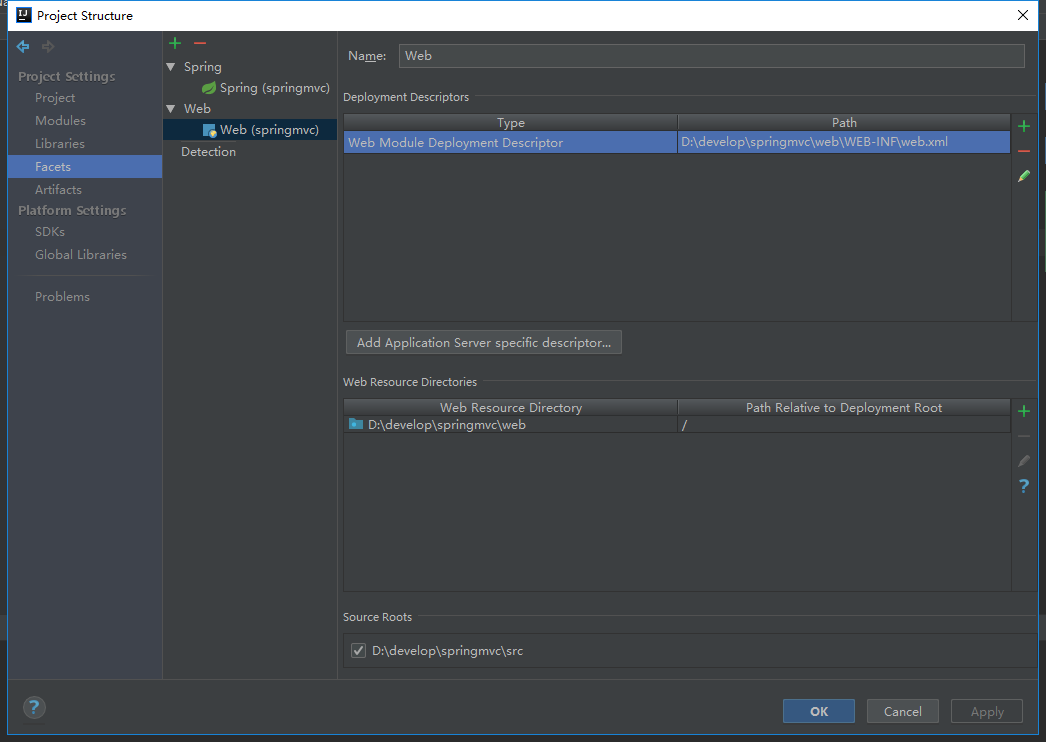 Project Structure
Project Settings
Project
Modules
Libraries
Facets
Artifacts
Platform Settings
SDKs
Global Libraries
Problems
Spring
Spring (springmvc)
Web
Web (springmvc)
Detection
Name: Web
Deployment Descriptors
Type Path
Web Module Deployment Descriptor D:\develop\springmvc\web\WEB-INF\web.xml
Add Application Server specific descriptor...
Web Resource Directories
Web Resource Directory Path Relative to Deployment Root
D:\develop\springmvc\web /
?
Source Roots
D:\develop\springmvc\src
? OK Cancel Apply